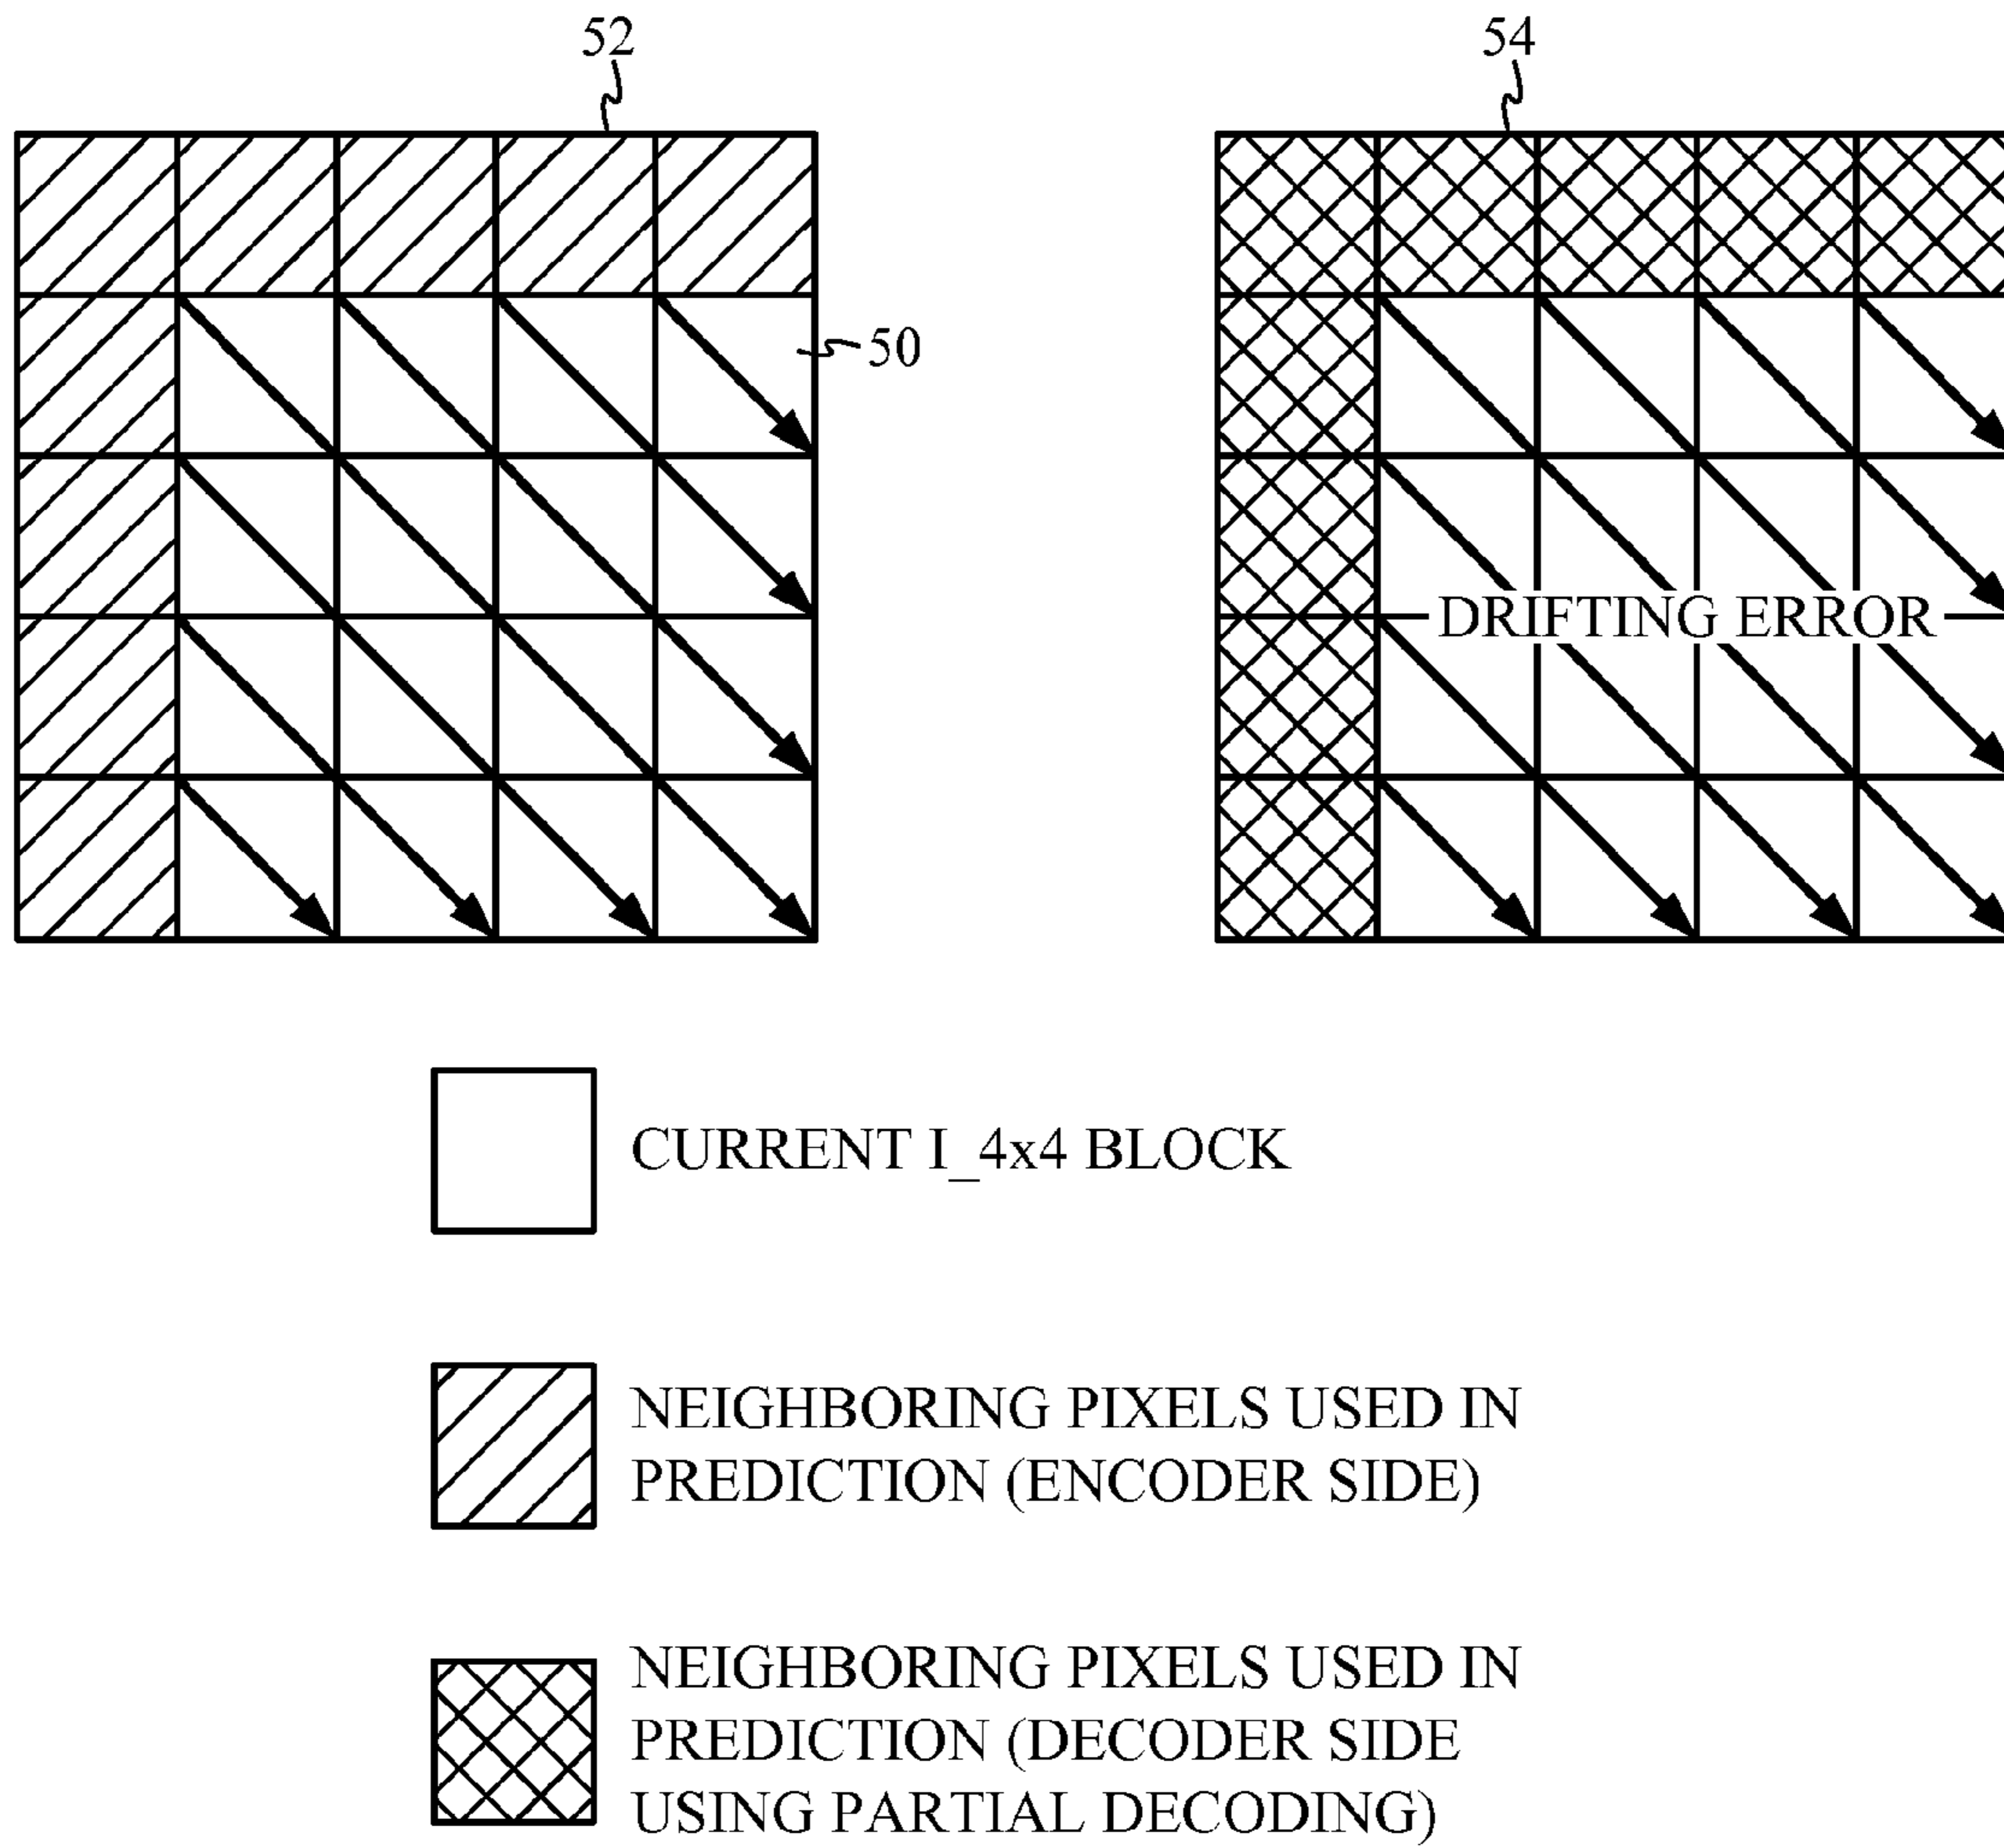 52
54
50
DRIFTING ERROR
CURRENT I_4x4 BLOCK
NEIGHBORING PIXELS USED IN
PREDICTION (ENCODER SIDE)
NEIGHBORING PIXELS USED IN
PREDICTION (DECODER SIDE
USING PARTIAL DECODING)